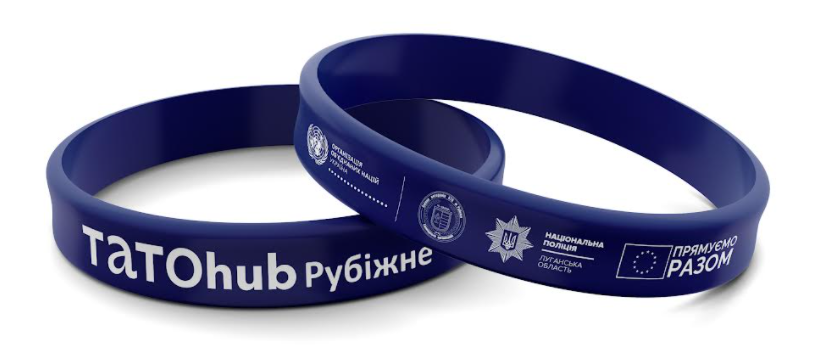 ТАТОhub Рубіжне
ОРГАНІЗАЦІЯ
ОБ'ЄДНАНИХ НАЦІЙ
УКРАЇНА
НАЦІОНАЛЬНА
ПОЛІЦІЯ
ЛУГАНСЬКА
ОБЛАСТЬ
ПРЯМУЄМО
РАЗОМ